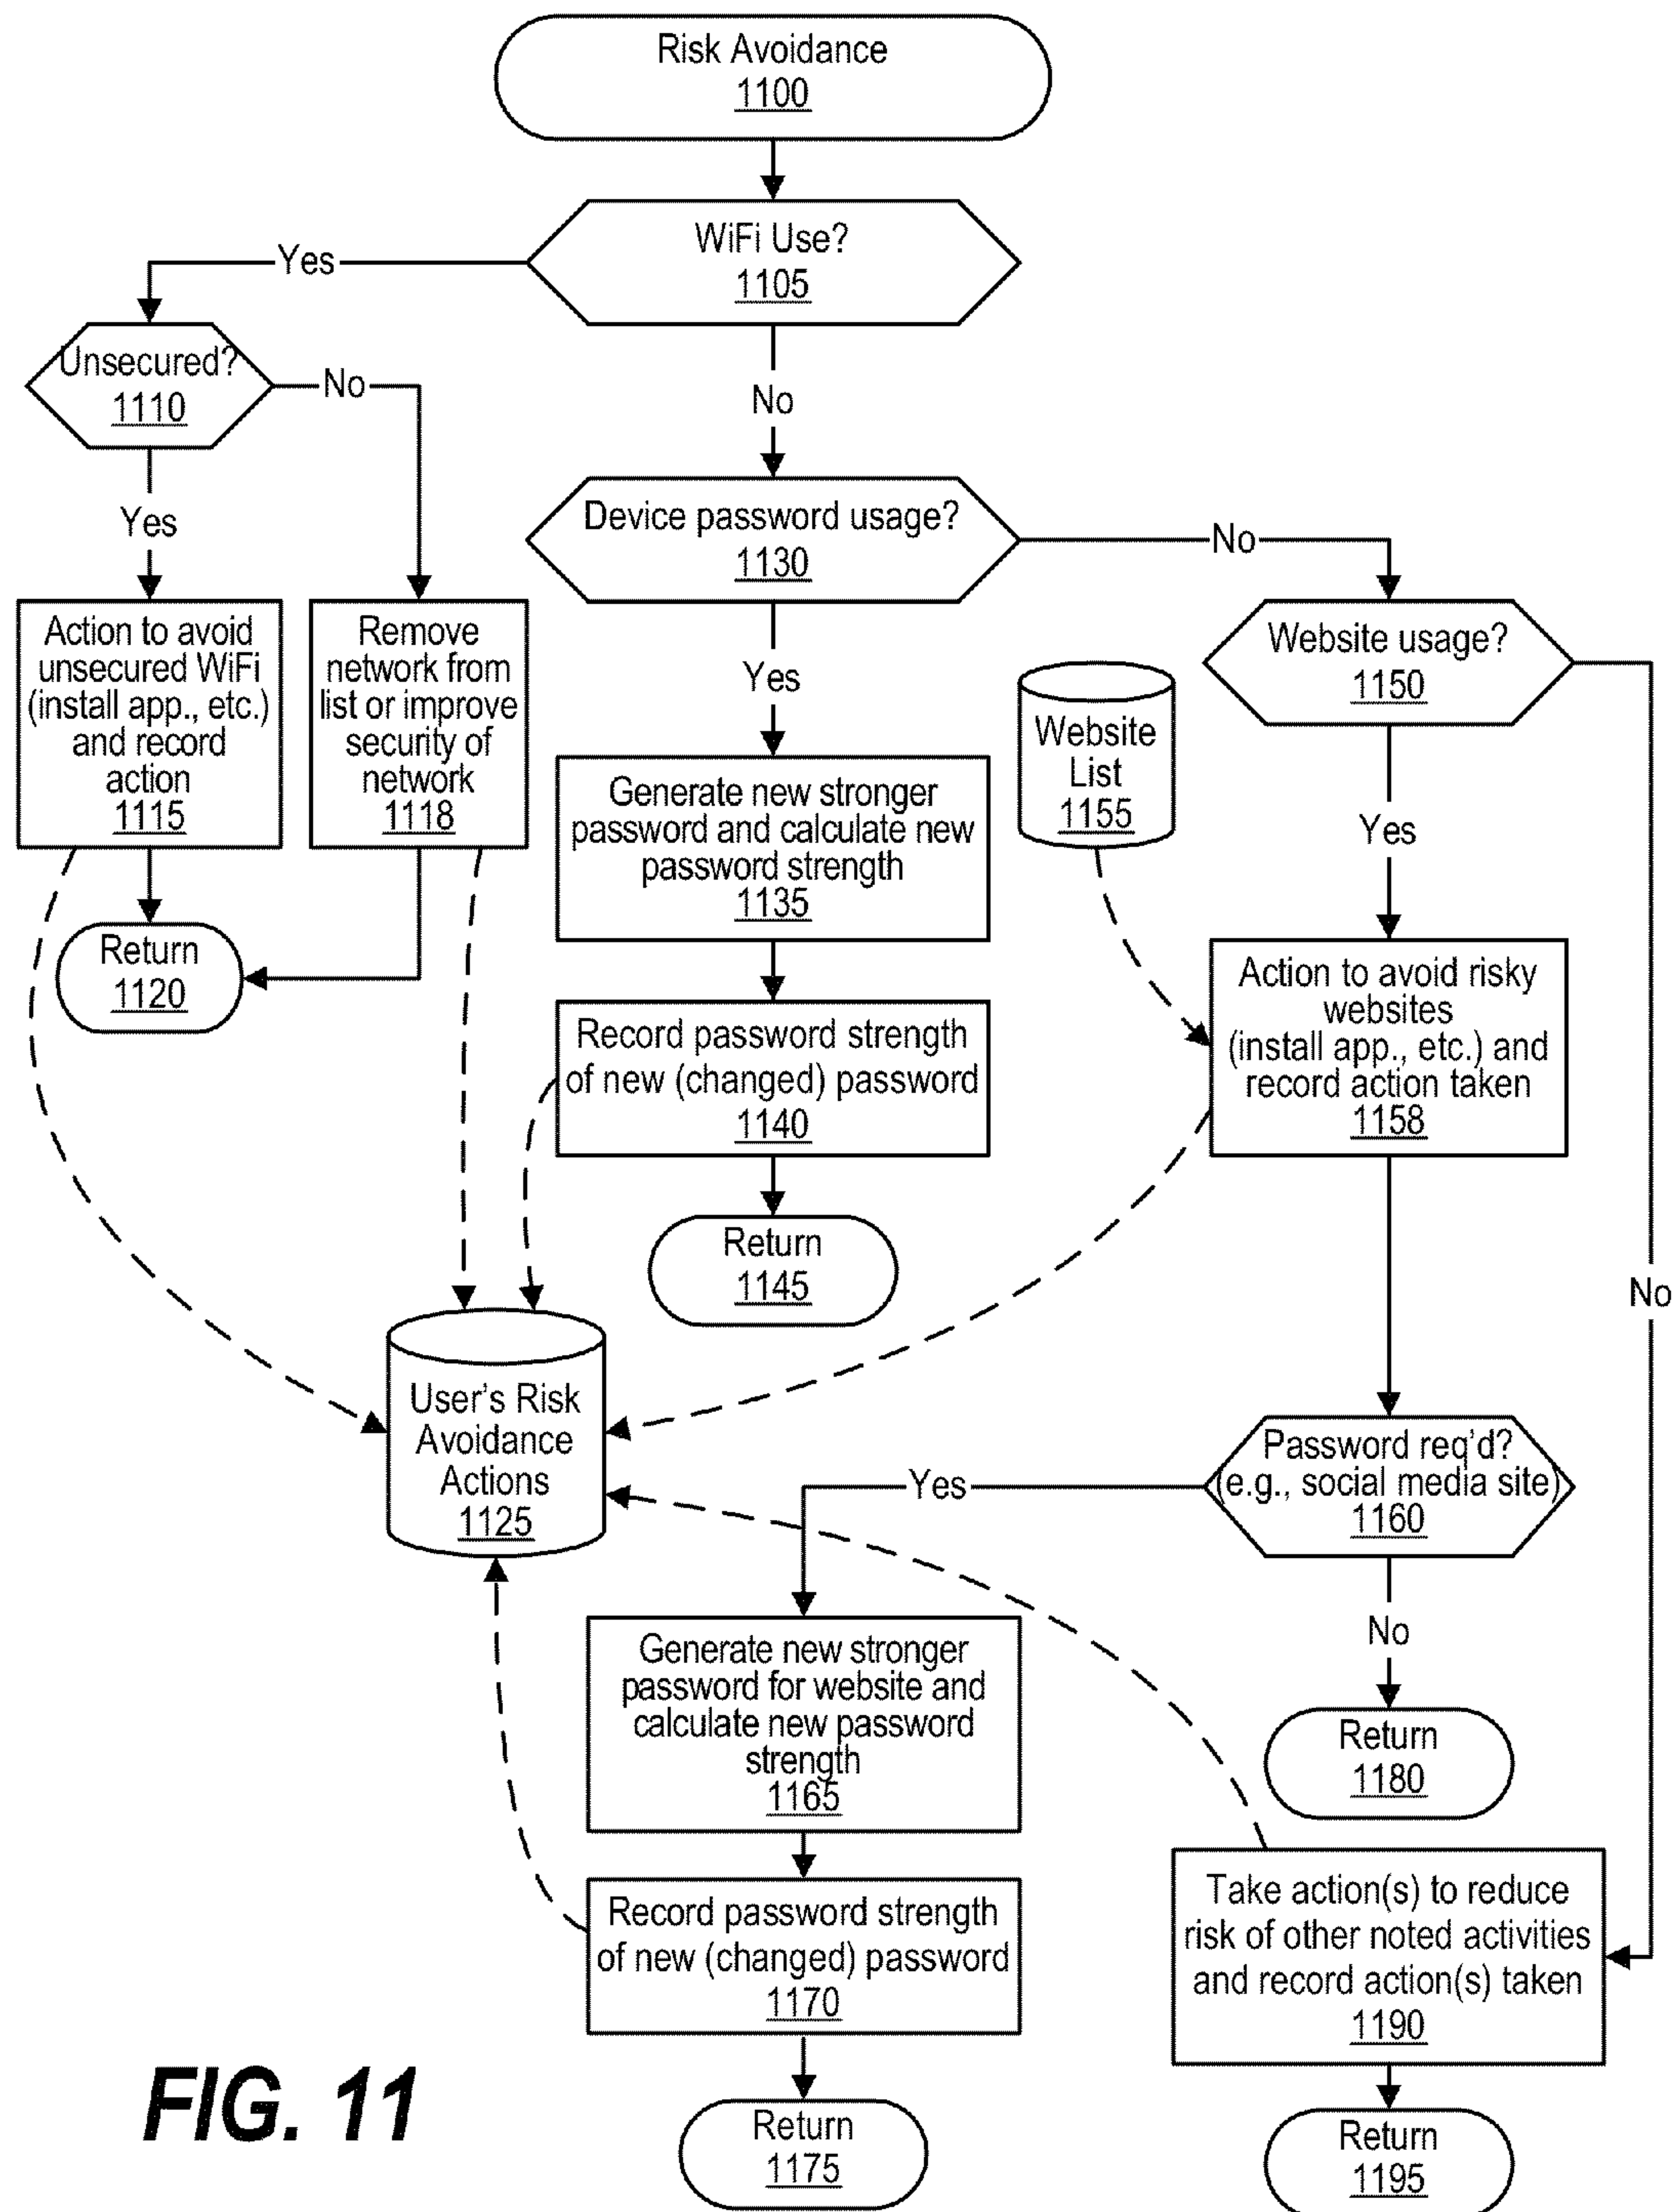 Risk Avoidance
1100
WiFi Use?
1105
Yes
Unsecured?
1110
No
No
Yes
Device password usage?
1130
No
Action to avoid
unsecured WiFi
(install app., etc.)
and record
action
1115
Remove
network from
list or improve
security of
network
1118
Yes
Website usage?
1150
Website
List
1155
Generate new stronger
password and calculate new
password strength
1135
Yes
Return
1120
Action to avoid risky
websites
(install app., etc.) and
record action taken
1158
Record password strength
of new (changed) password
1140
Return
1145
No
User's Risk
Avoidance
Actions
1125
Password req'd?
(e.g., social media site)
1160
Yes
No
Generate new stronger
password for website and
calculate new password
strength
1165
Return
1180
Record password strength
of new (changed) password
1170
Take action(s) to reduce
risk of other noted activities
and record action(s) taken
1190
Return
1175
Return
1195
FIG. 11